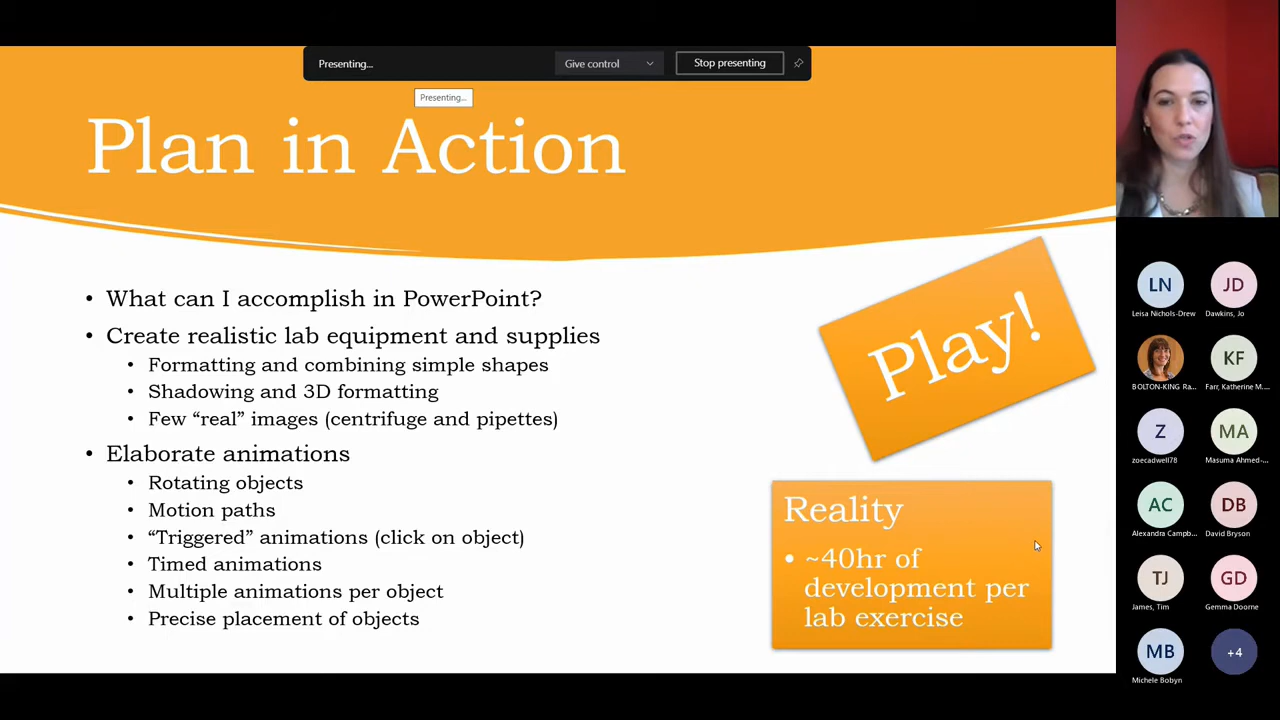 Presenting...
Give control
Stop presenting
Presenting...
Plan in Action
• What can I accomplish in PowerPoint?
• Create realistic lab equipment and supplies
• Formatting and combining simple shapes
• Shadowing and 3D formatting
• Few “real” images (centrifuge and pipettes)
• Elaborate animations
• Rotating objects
• Motion paths
• “Triggered” animations (click on object)
• Timed animations
• Multiple animations per object
• Precise placement of objects
Play!
Reality
• ~40hr of
development per
lab exercise
LN
Leisa Nichols-Drew
JD
Dawkins, Jo
BOLTON-KING Ra...
KF
Farr, Katherine M....
Z
zoecadwell78
MA
Masuma Ahmed-...
AC
Alexandra Campb...
DB
David Bryson
TJ
James, Tim
GD
Gemma Doorne
MB
Michele Bobyn
+4